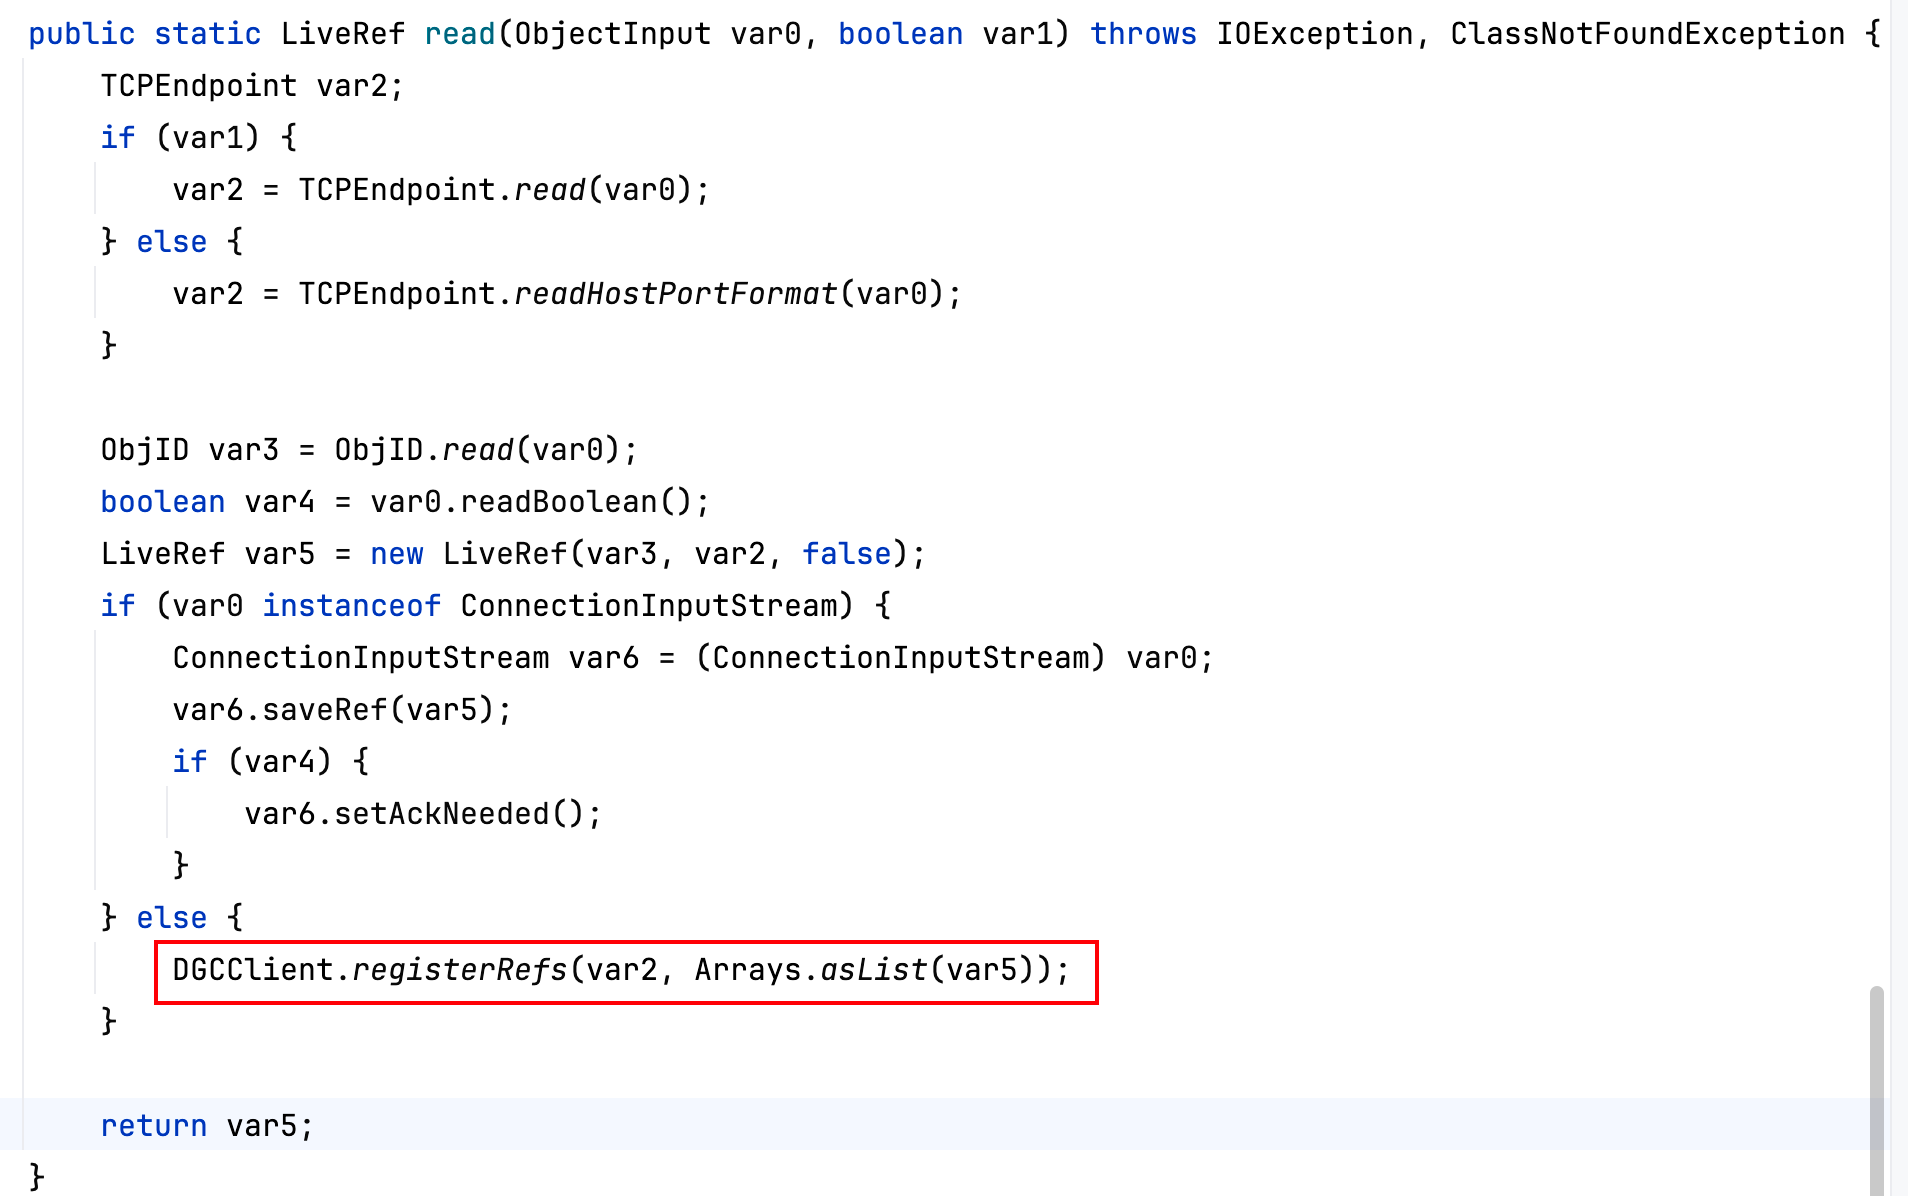 public static LiveRef read(ObjectInput var0, boolean var1) throws IOException, ClassNotFoundException {
    TCPEndpoint var2;
    if (var1) {
        var2 = TCPEndpoint.read(var0);
    } else {
        var2 = TCPEndpoint.readHostPortFormat(var0);
    }

    ObjID var3 = ObjID.read(var0);
    boolean var4 = var0.readBoolean();
    LiveRef var5 = new LiveRef(var3, var2, false);
    if (var0 instanceof ConnectionInputStream) {
        ConnectionInputStream var6 = (ConnectionInputStream) var0;
        var6.saveRef(var5);
        if (var4) {
            var6.setAckNeeded();
        }
    } else {
        DGCClient.registerRefs(var2, Arrays.asList(var5));
    }

    return var5;
}